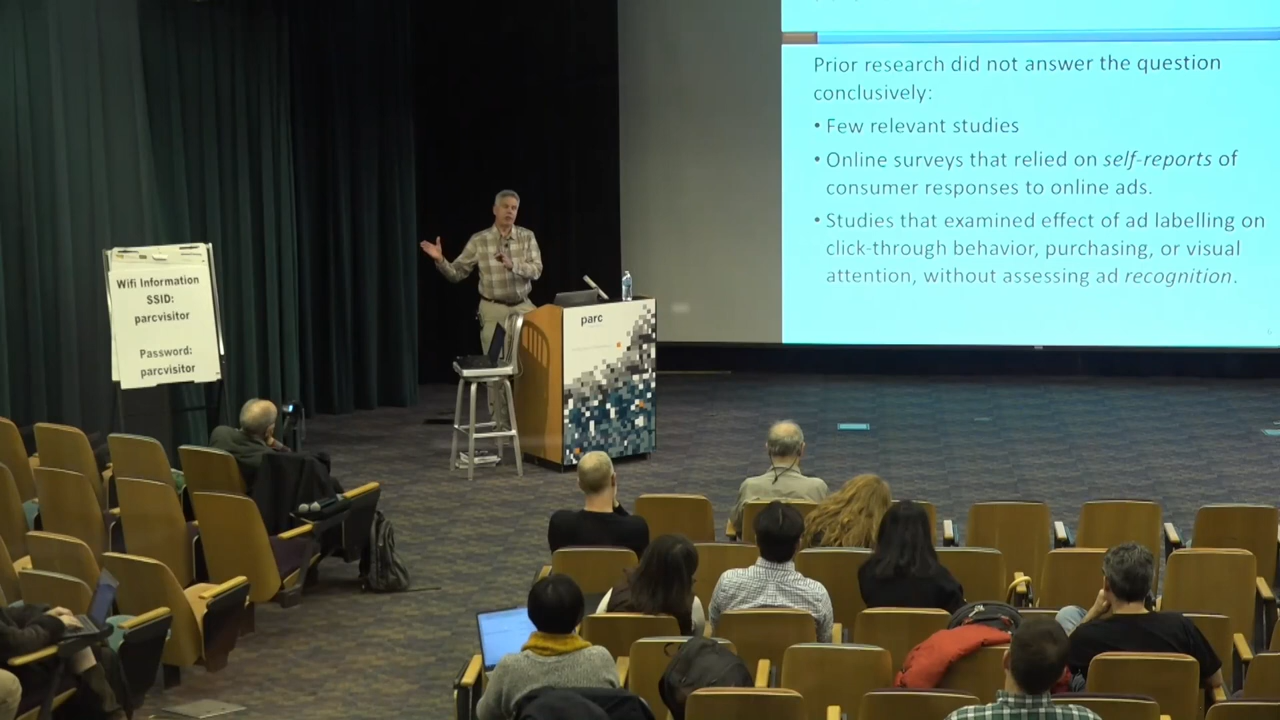 Prior research did not answer the question
conclusively:
• Few relevant studies
• Online surveys that relied on self-reports of
consumer responses to online ads.
• Studies that examined effect of ad labelling on
click-through behavior, purchasing, or visual
attention, without assessing ad recognition.
Wifi Information
SSID:
parcvisitor
Password:
parcvisitor
parc